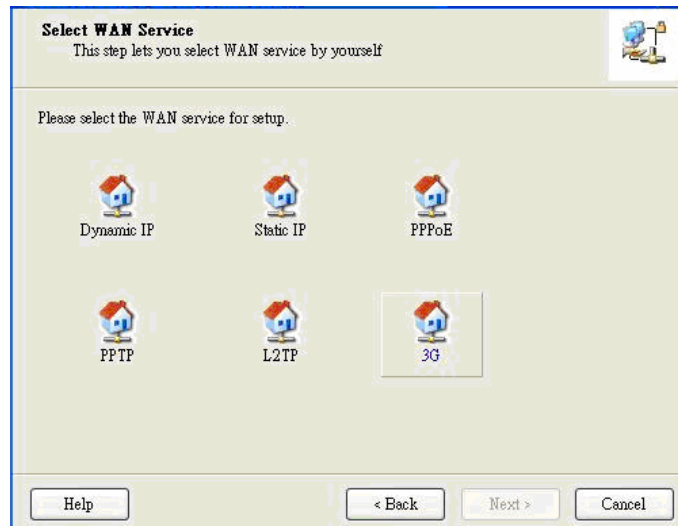 Select WAN Service
This step lets you select WAN service by yourself
Please select the WAN service for setup.
Dynamic IP
Static IP
PPPoE
PPTP
L2TP
3G
Help
< Back
Next >
Cancel